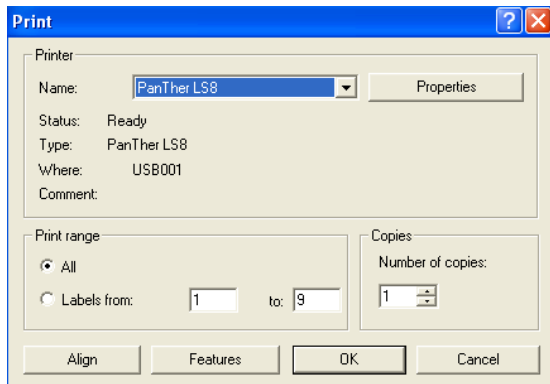 Print
Printer
Name: PanTher LS8 Properties
Status: Ready
Type: PanTher LS8
Where: USB001
Comment:
Print range
All
Labels from: 1 to: 9
Copies
Number of copies:
1
Align Features OK Cancel